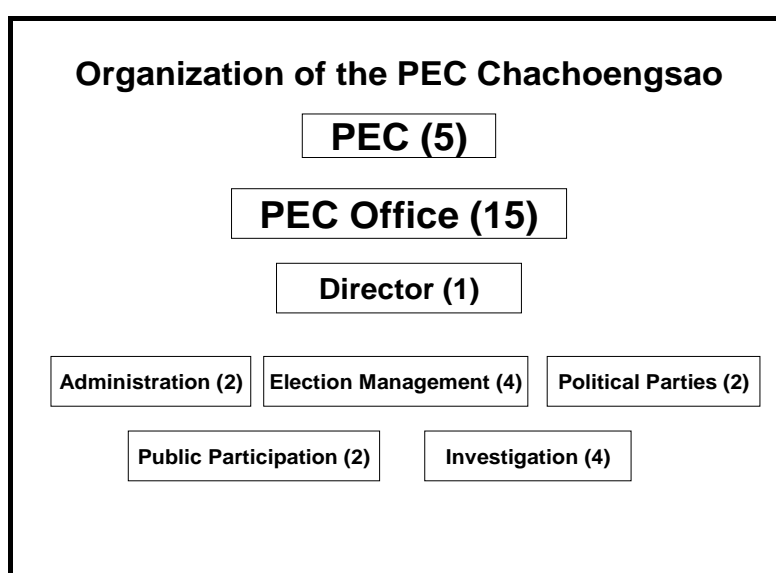 Organization of the PEC Chachoengsao
PEC (5)
PEC Office (15)
Director (1)
Administration (2)
Election Management (4)
Political Parties (2)
Public Participation (2)
Investigation (4)